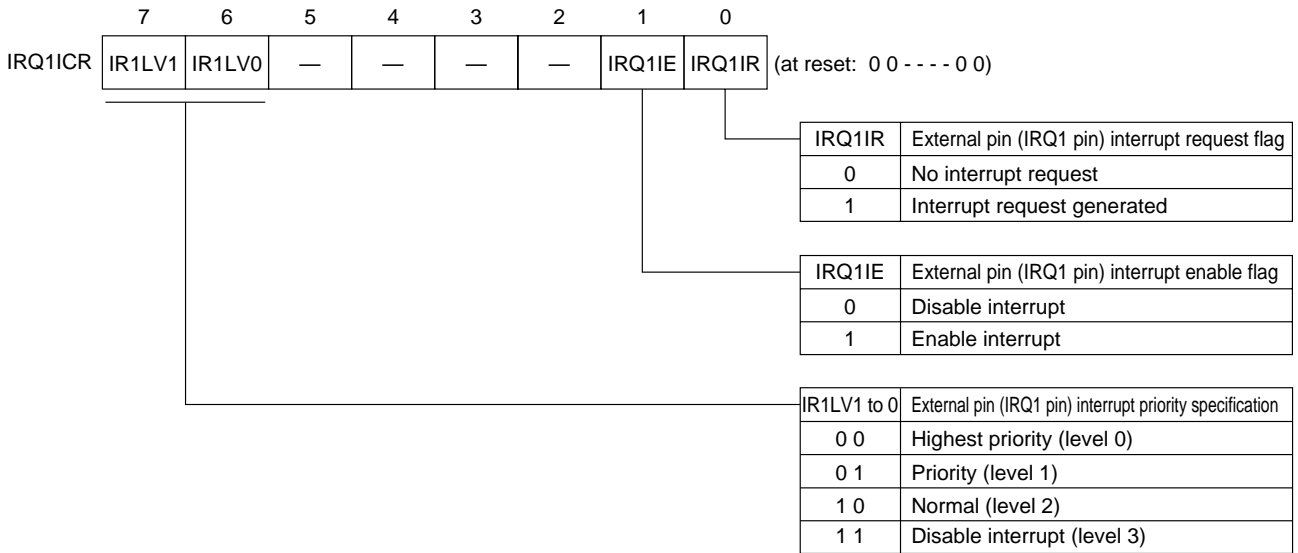 7 6 5 4 3 2 1 0
IRQ1ICR IR1LV1 IR1LV0 — — — — IRQ1IE IRQ1IR (at reset: 0 0 - - - - 0 0)
IRQ1IR External pin (IRQ1 pin) interrupt request flag
0 No interrupt request
1 Interrupt request generated
IRQ1IE External pin (IRQ1 pin) interrupt enable flag
0 Disable interrupt
1 Enable interrupt
IR1LV1 to 0 External pin (IRQ1 pin) interrupt priority specification
0 0 Highest priority (level 0)
0 1 Priority (level 1)
1 0 Normal (level 2)
1 1 Disable interrupt (level 3)